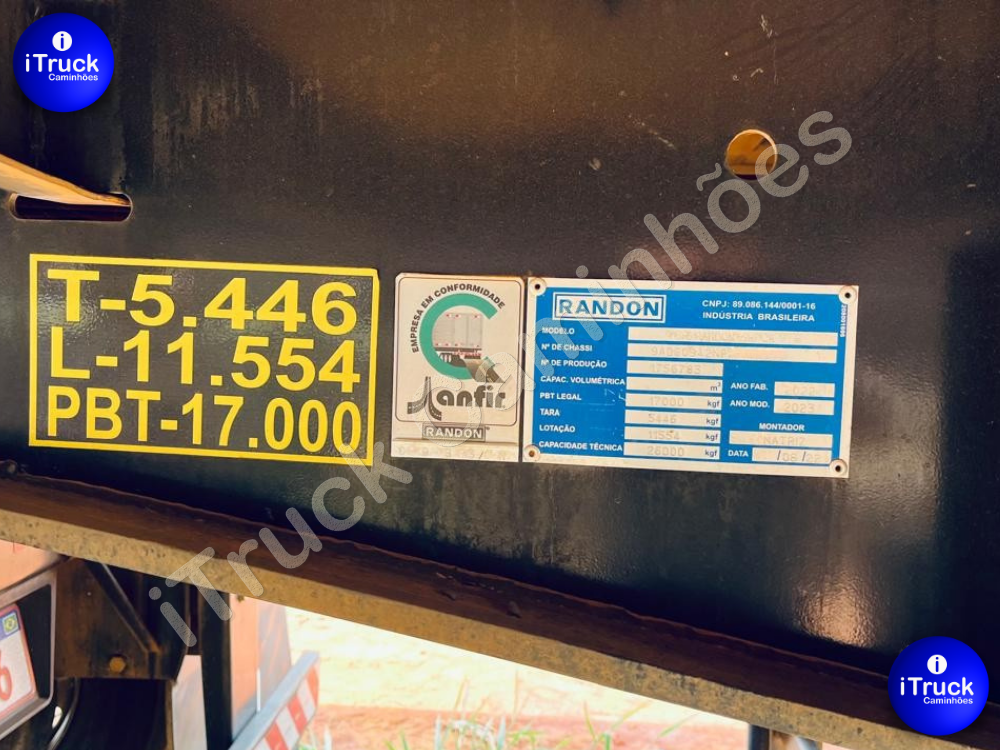 iTruck
Caminhões
T-5.446
L-11.554
PBT-17.000
EMPRESA EM CONFORMIDADE
anfir
RANDON
RANDON
CNPJ: 89.086.144/0001-16
INDÚSTRIA BRASILEIRA
MODELO
Nº DE CHASSI
Nº DE PRODUÇÃO
CAPAC. VOLUMÉTRICA m³
PBT LEGAL 17000 kgf
TARA 5446 kgf
LOTAÇÃO 11554 kgf
CAPACIDADE TÉCNICA kgf
ANO FAB.
ANO MOD. 2023
MONTADOR
MATRIZ
DATA
iTruck Caminhões
iTruck
Caminhões